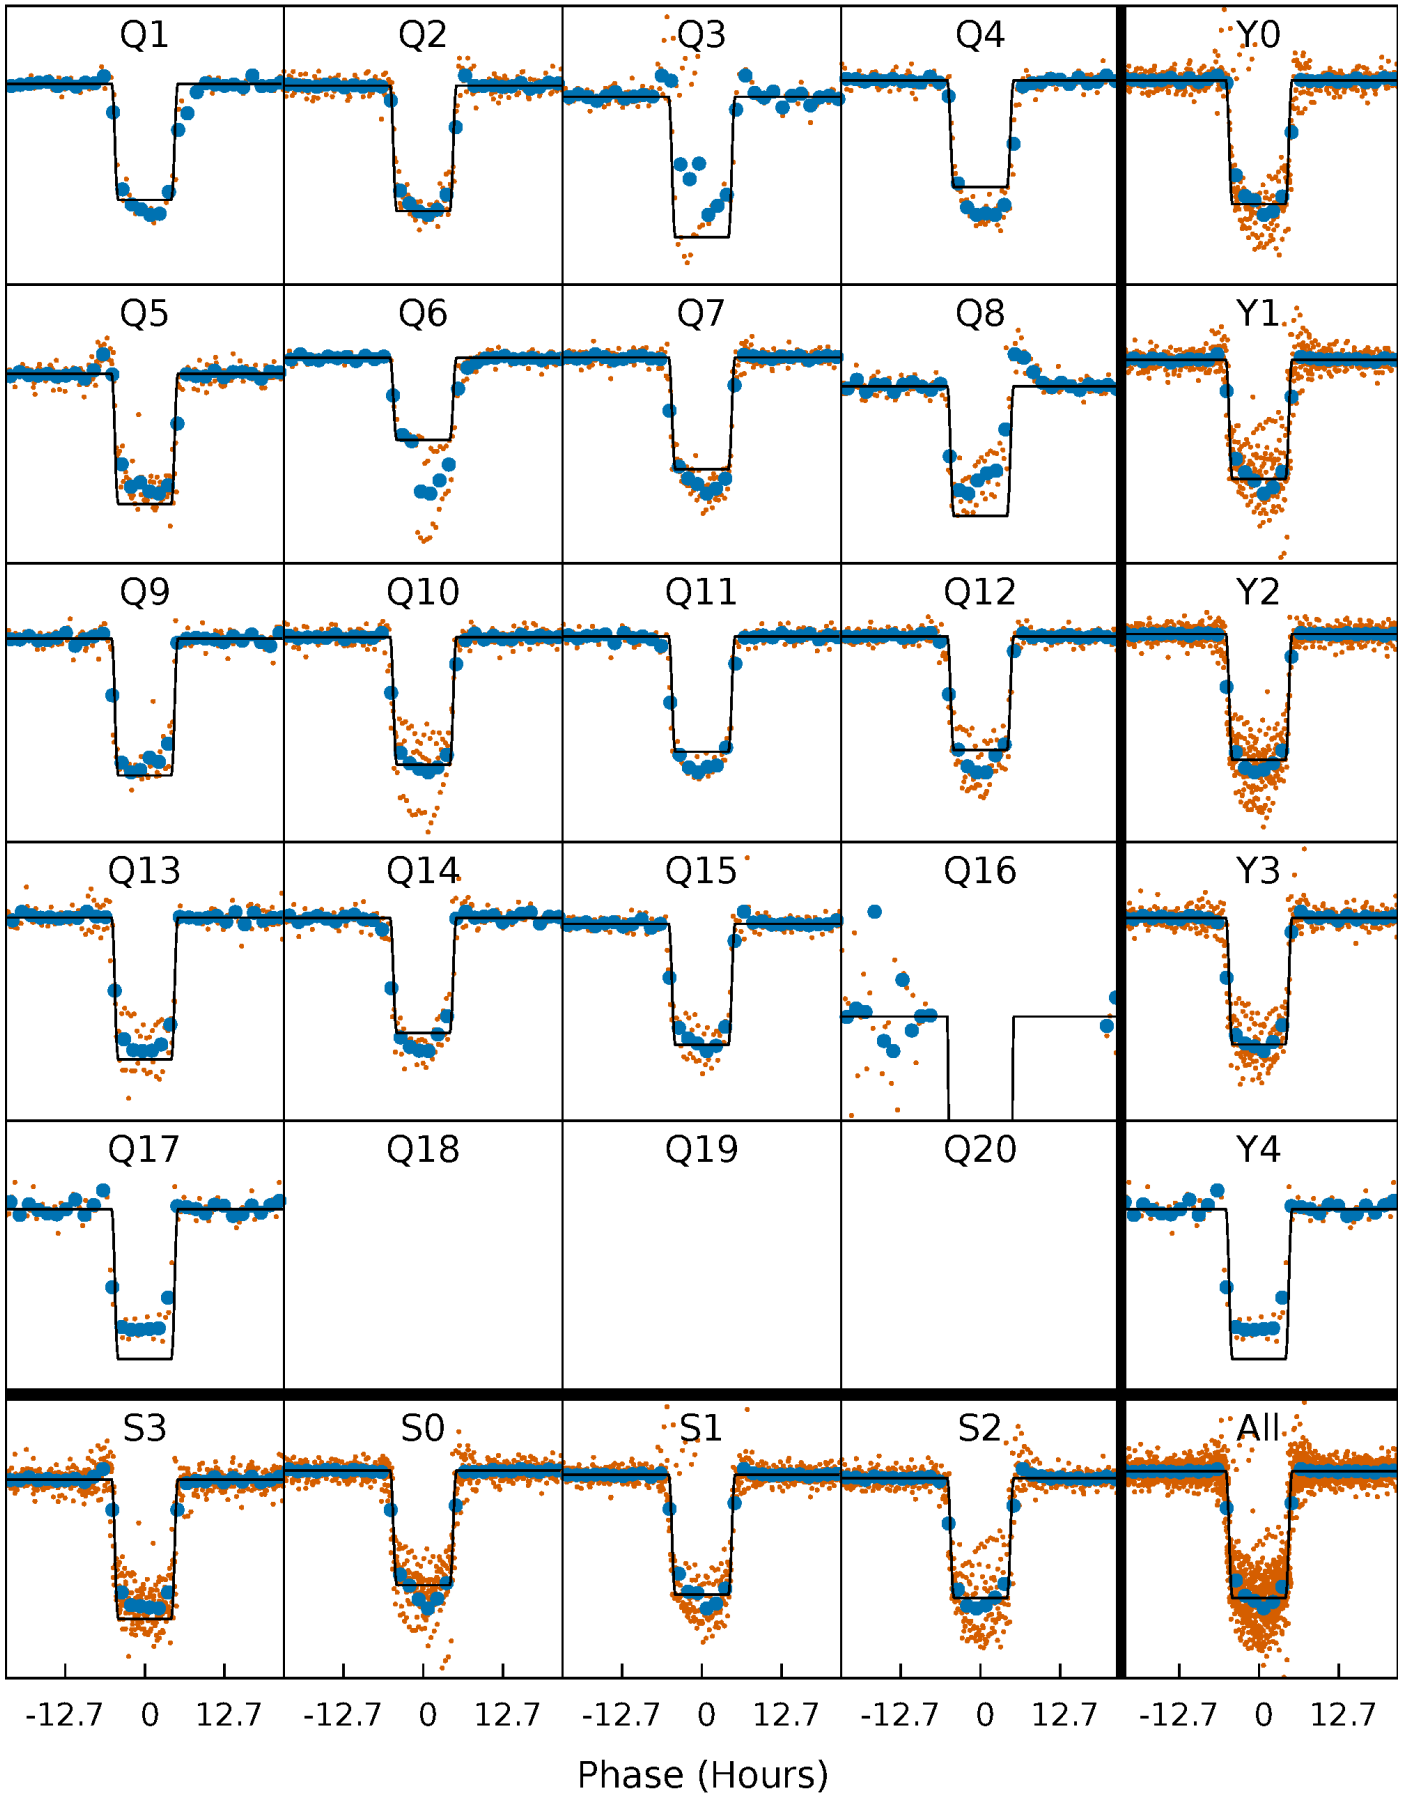 Q1 Q2 Q3 Q4 Y0
Q5 Q6 Q7 Q8 Y1
Q9 Q10 Q11 Q12 Y2
Q13 Q14 Q15 Q16 Y3
Q17 Q18 Q19 Q20 Y4
S3 S0 S1 S2 All
-12.7 0 12.7 -12.7 0 12.7 -12.7 0 12.7 -12.7 0 12.7 -12.7 0 12.7
Phase (Hours)